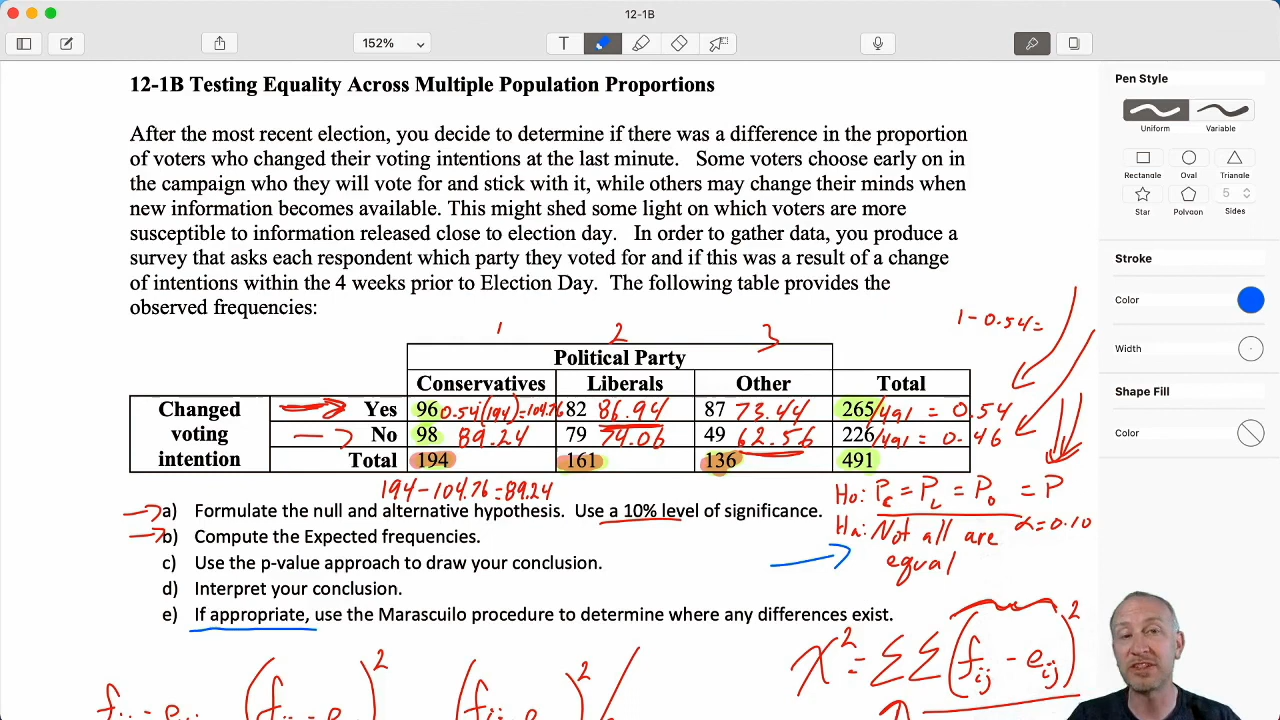 12-1B
152%
T
12-1B Testing Equality Across Multiple Population Proportions
After the most recent election, you decide to determine if there was a difference in the proportion
of voters who changed their voting intentions at the last minute. Some voters choose early on in
the campaign who they will vote for and stick with it, while others may change their minds when
new information becomes available. This might shed some light on which voters are more
susceptible to information released close to election day. In order to gather data, you produce a
survey that asks each respondent which party they voted for and if this was a result of a change
of intentions within the 4 weeks prior to Election Day. The following table provides the
observed frequencies:
1 2 3
1-0.54=
Political Party
Conservatives Liberals Other Total
Changed voting intention
Yes 96 0.54(194)=104.76 82 86.94 87 73.44 265/491 = 0.54
No 98 89.24 79 74.06 49 62.56 226/491 = 0.46
Total 194 161 136 491
194-104.76=89.24
Ho: Pc = PL = Po = P
α=0.10
Ha: Not all are
equal
a) Formulate the null and alternative hypothesis. Use a 10% level of significance.
b) Compute the Expected frequencies.
c) Use the p-value approach to draw your conclusion.
d) Interpret your conclusion.
e) If appropriate, use the Marascuilo procedure to determine where any differences exist.
χ² = ΣΣ (fij - eij)²
Pen Style
Uniform Variable
Rectangle Oval Triangle
Star Polygon 5 Sides
Stroke
Color
Width
Shape Fill
Color